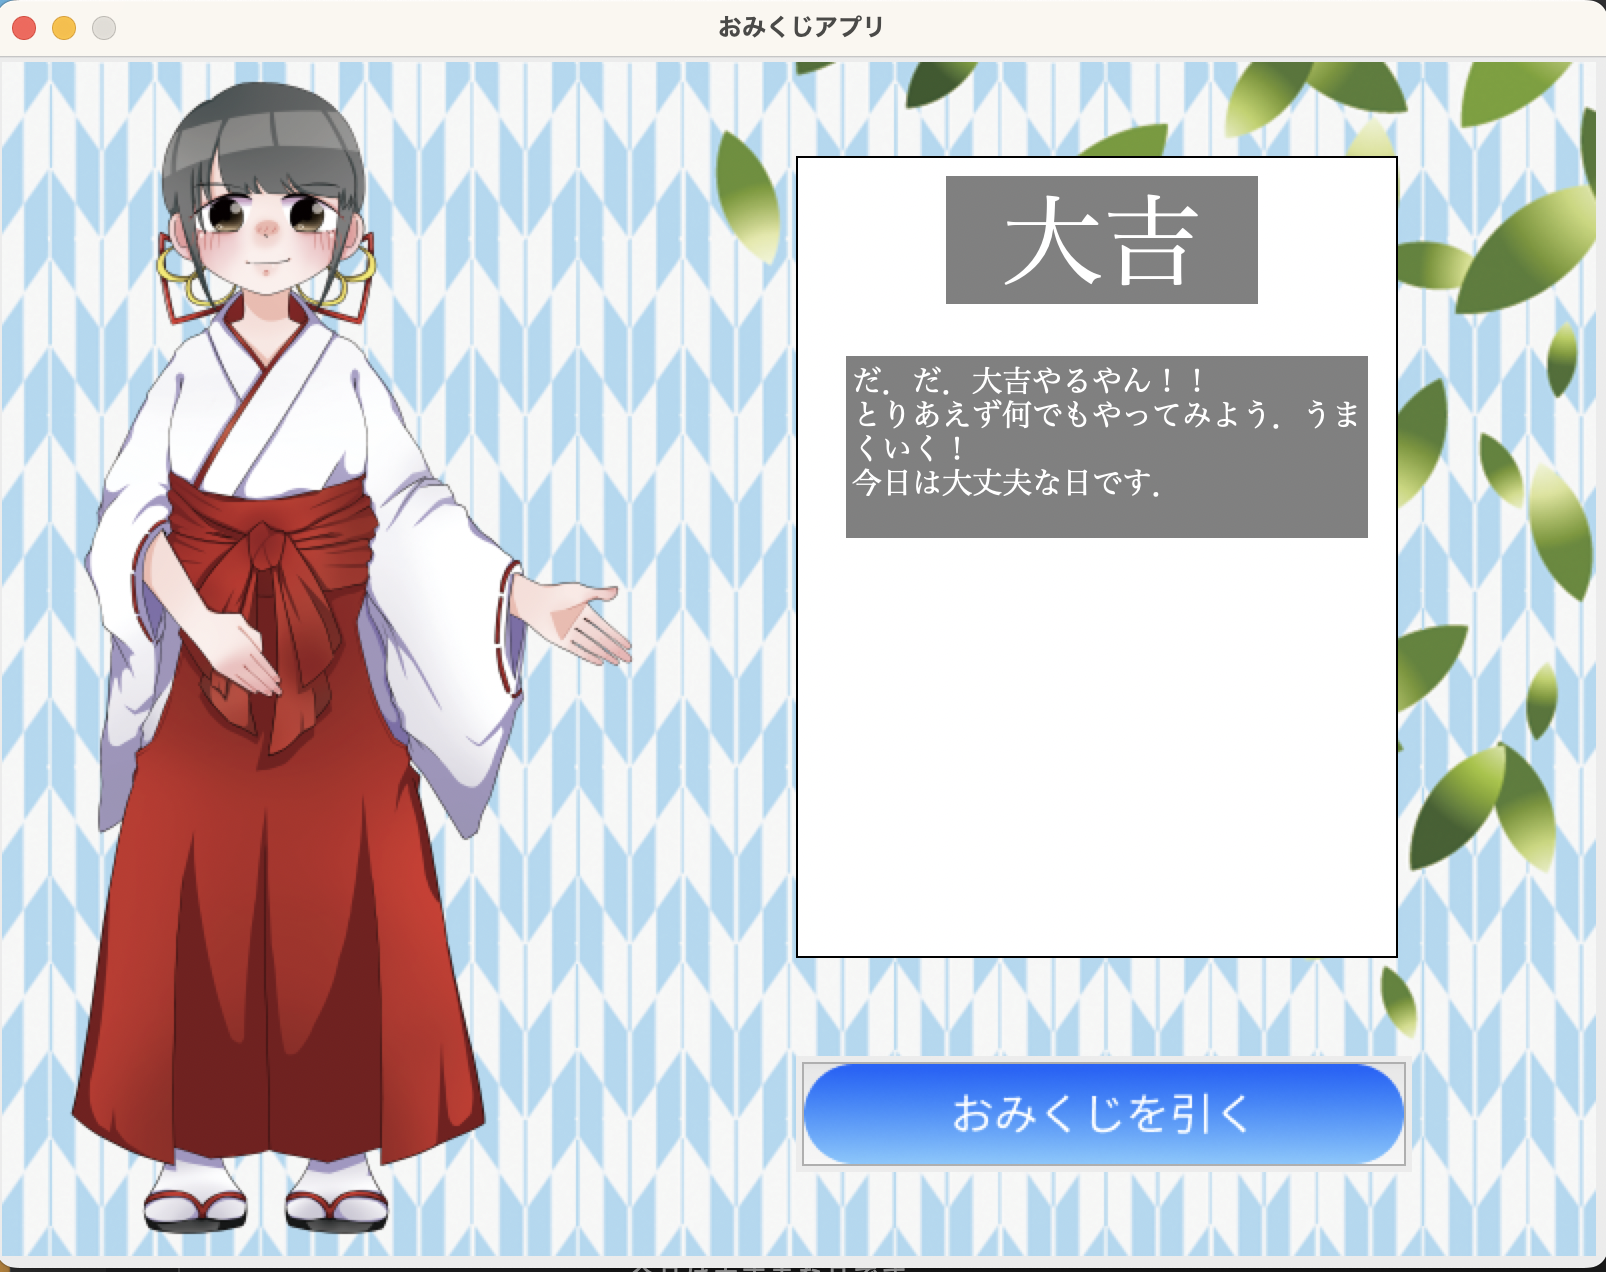 おみくじアプリ
大吉
だ．だ．大吉やるやん！！
とりあえず何でもやってみよう．うま
くいく！
今日は大丈夫な日です．
おみくじを引く